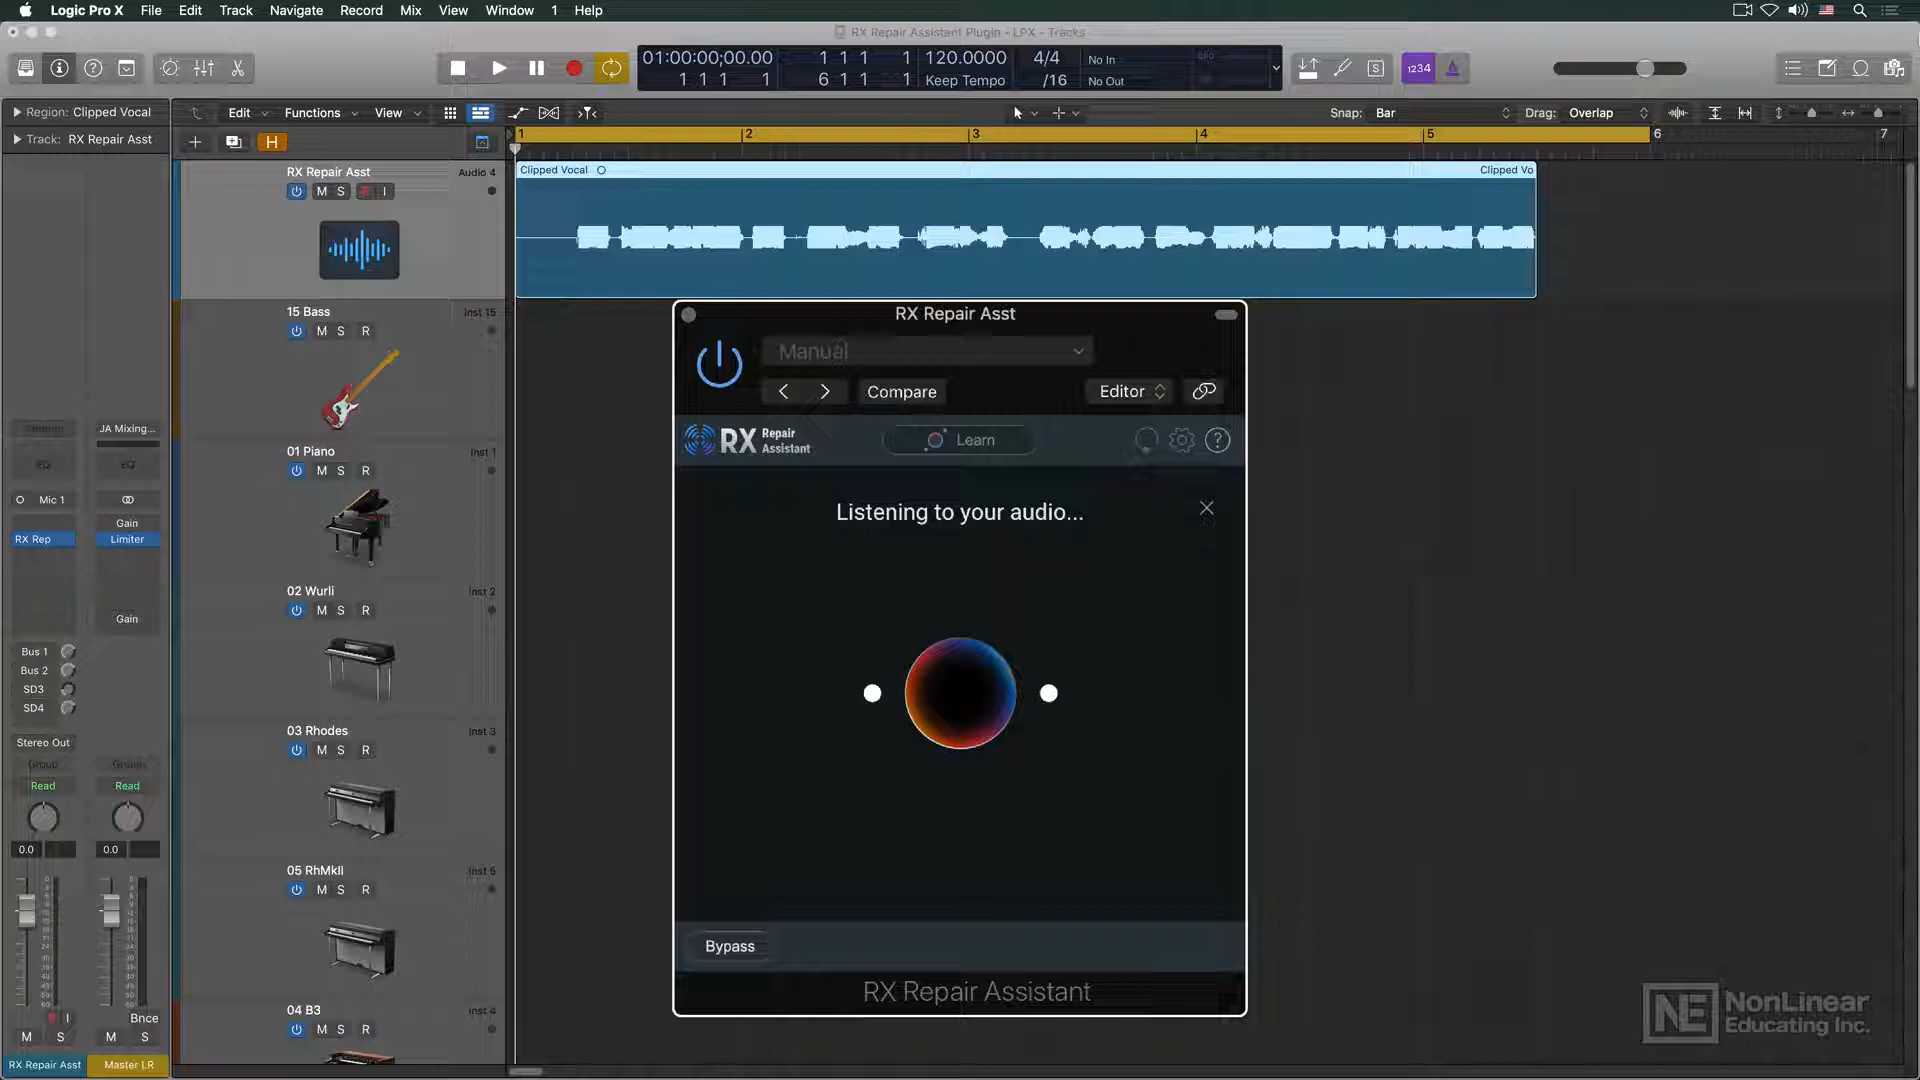 Logic Pro X File Edit Track Navigate Record Mix View Window 1 Help
RX Repair Assistant Plugin - LPX - Tracks
01:00:00;00.00 1 1 1 1 120.0000 4/4 No In
1 1 1 1 6 1 1 1 Keep Tempo /16 No Out
1234
Region: Clipped Vocal
Edit Functions View
Snap: Bar Drag: Overlap
Track: RX Repair Asst
H
1 2 3 4 5 6 7
RX Repair Asst Audio 4
M S R I
Clipped Vocal Clipped Vo
15 Bass Inst 15
M S R
01 Piano Inst 1
M S R
02 Wurli Inst 2
M S R
03 Rhodes Inst 3
M S R
05 RhMkII Inst 5
M S R
04 B3 Inst 4
M S R
JA Mixing...
EQ EQ
Mic 1
Gain
RX Rep Limiter
Gain
Bus 1
Bus 2
SD3
SD4
Stereo Out
Group Group
Read Read
0.0 0.0
R I Bnce
M S M S
RX Repair Asst Master LR
RX Repair Asst
Manual
Compare Editor
RX Repair Assistant
Learn
?
Listening to your audio...
Bypass
RX Repair Assistant
NE NonLinear
Educating Inc.